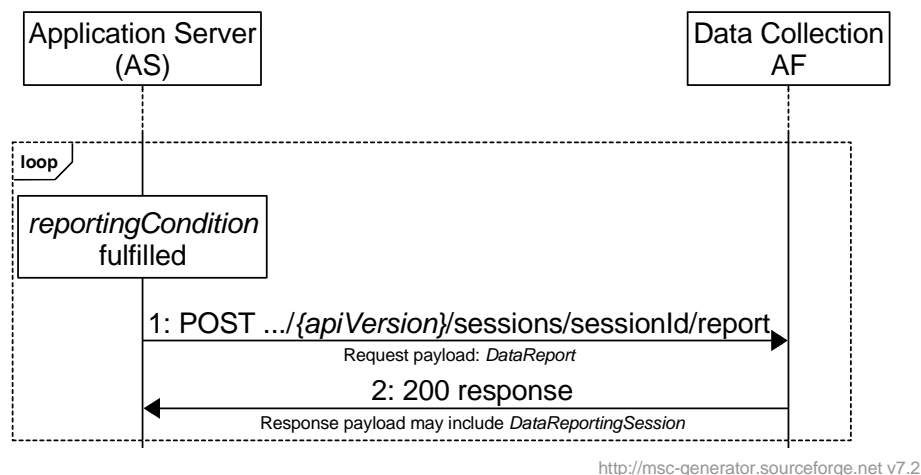 Application Server
(AS)
Data Collection
AF
loop
reportingCondition
fulfilled
1: POST .../{apiVersion}/sessions/sessionId/report
Request payload: DataReport
2: 200 response
Response payload may include DataReportingSession
http://msc-generator.sourceforge.net v7.2